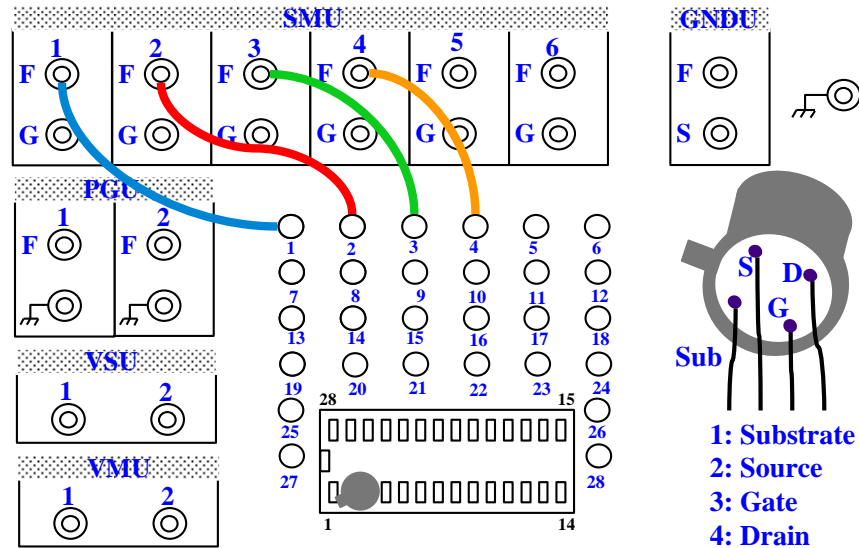 SMU GNDU
1 2 3 4 5 6
F F F F F F F
G G G G G G S
PGU
1 2
F F
1 2 3 4 5 6
7 8 9 10 11 12
13 14 15 16 17 18
19 20 21 22 23 24
25 26
27 28
VSU
1 2
VMU
1 2
28 15
1 14
S D
G
Sub
1: Substrate
2: Source
3: Gate
4: Drain